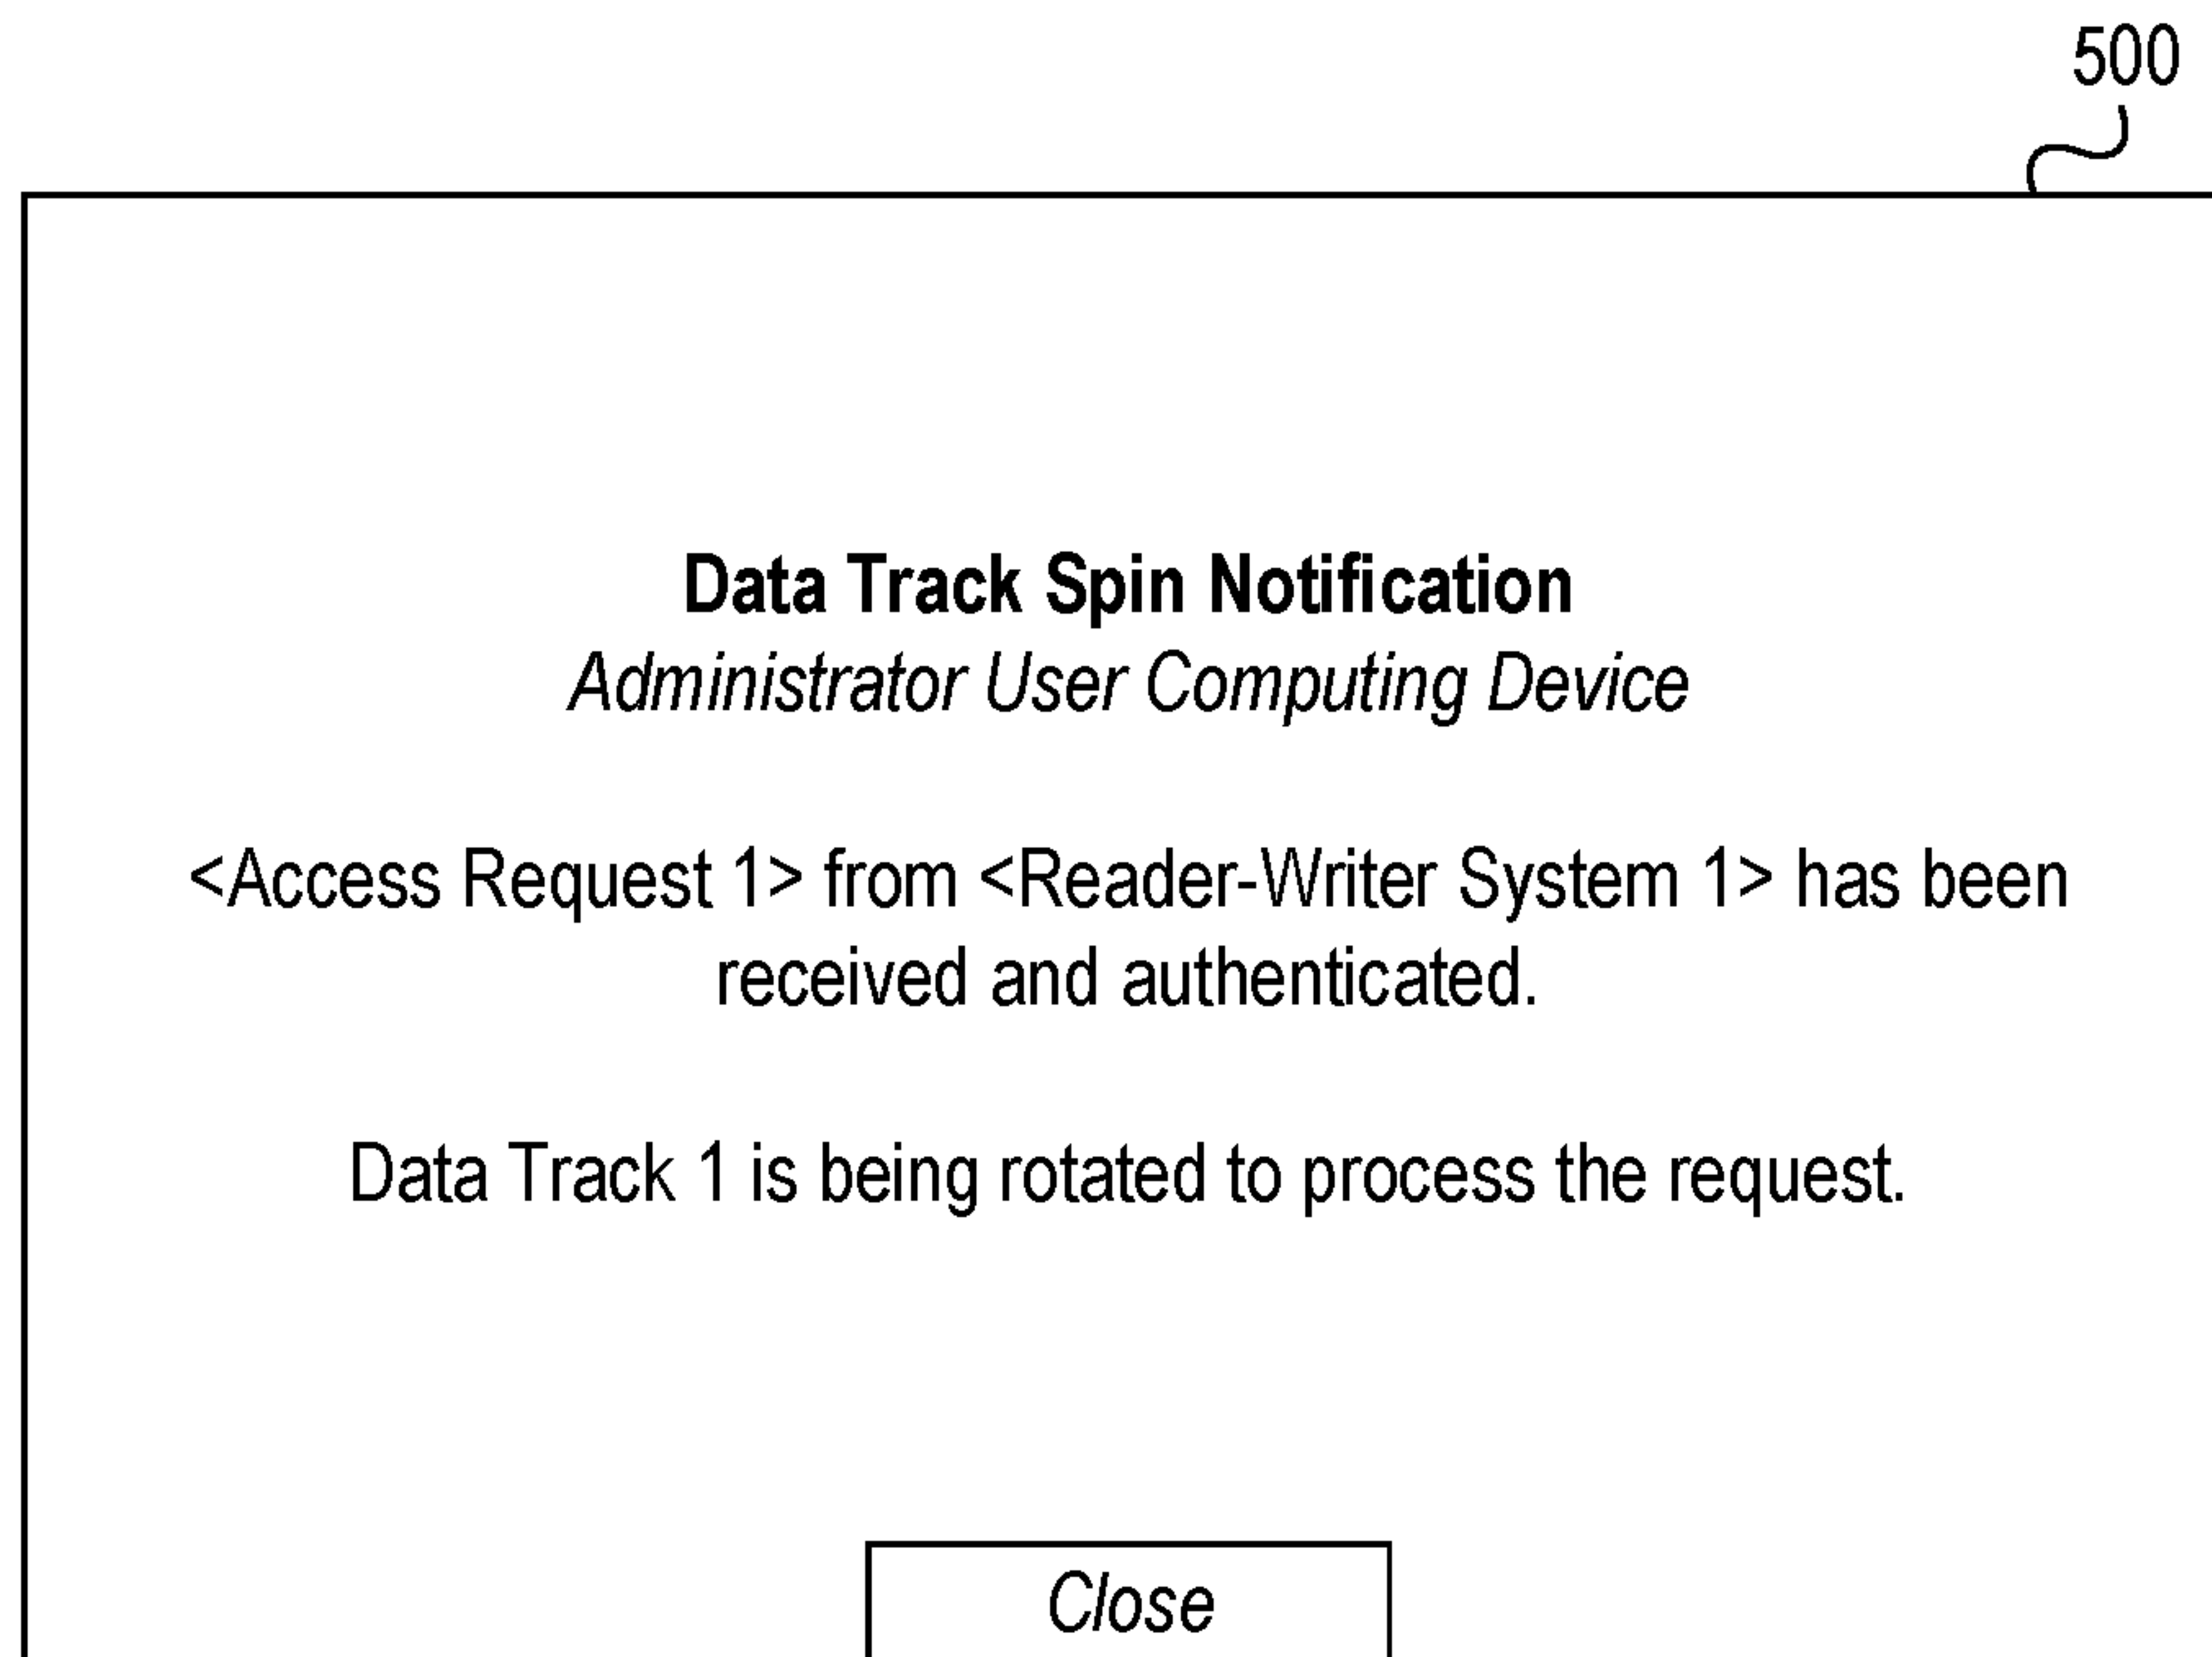 500
Data Track Spin Notification
Administrator User Computing Device
<Access Request 1> from <Reader-Writer System 1> has been
received and authenticated.
Data Track 1 is being rotated to process the request.
Close